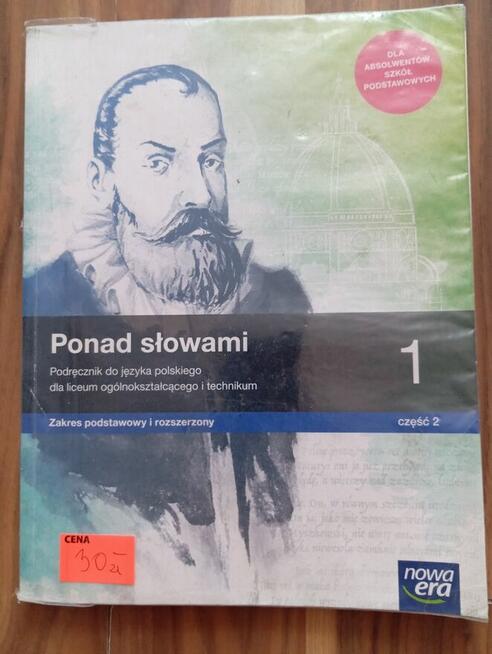 DLA
ABSOLWENTÓW
SZKÓŁ
PODSTAWOWYCH
Ponad słowami
1
Podręcznik do języka polskiego
dla liceum ogólnokształcącego i technikum
Zakres podstawowy i rozszerzony
część 2
CENA
30 zł
nowa
era